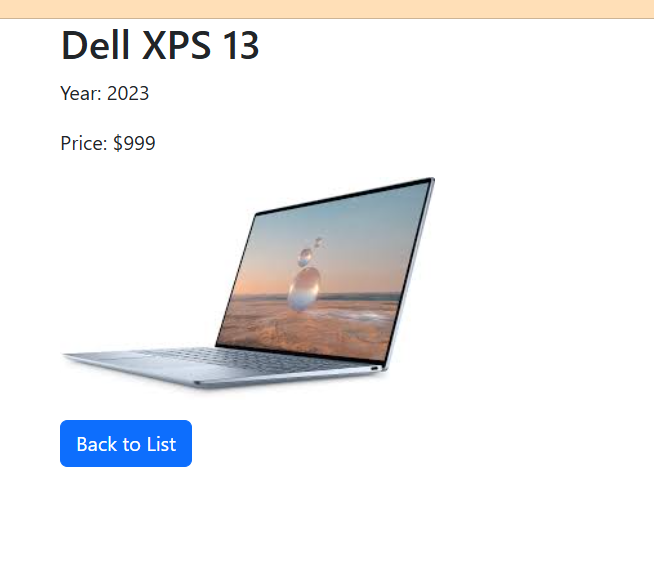 Dell XPS 13
Year: 2023
Price: $999
Back to List